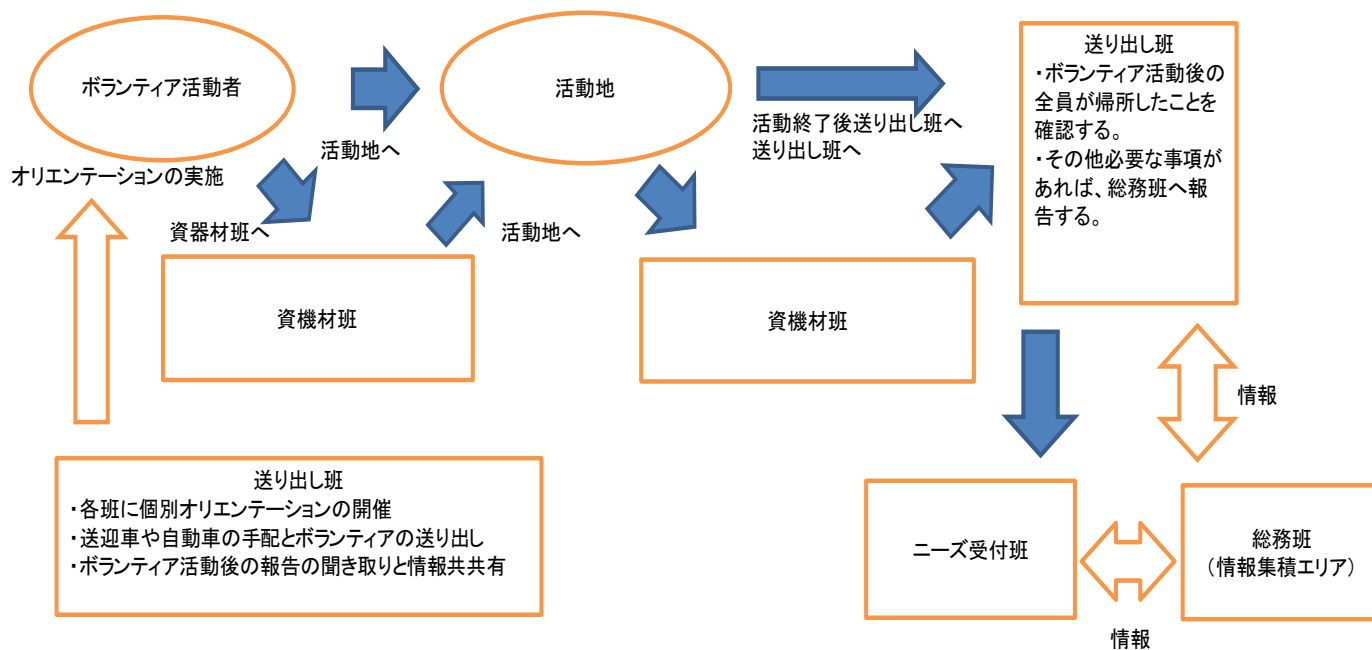 ボランティア活動者
活動地
送り出し班
・ボランティア活動後の
全員が帰所したことを
確認する。
・その他必要な事項が
あれば、総務班へ報
告する。
活動終了後送り出し班へ
送り出し班へ
活動地へ
オリエンテーションの実施
資器材班へ
活動地へ
資機材班
資機材班
情報
送り出し班
・各班に個別オリエンテーションの開催
・送迎車や自動車の手配とボランティアの送り出し
・ボランティア活動後の報告の聞き取りと情報共共有
ニーズ受付班
総務班
（情報集積エリア）
情報